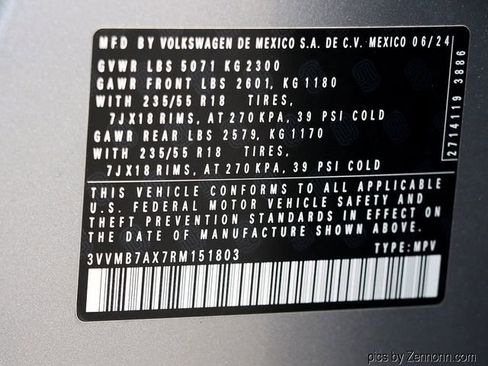 MFD BY VOLKSWAGEN DE MEXICO S.A. DE C.V. MEXICO 06/24
GVWR LBS 5071 KG 2300
GAWR FRONT LBS 2601, KG 1180
WITH 235/55 R18 TIRES,
7JX18 RIMS, AT 270 KPA, 39 PSI COLD
GAWR REAR LBS 2579, KG 1170
WITH 235/55 R18 TIRES,
7JX18 RIMS, AT 270 KPA, 39 PSI COLD
THIS VEHICLE CONFORMS TO ALL APPLICABLE
U.S. FEDERAL MOTOR VEHICLE SAFETY AND
THEFT PREVENTION STANDARDS IN EFFECT ON
THE DATE OF MANUFACTURE SHOWN ABOVE.
3VVMB7AX7RM151803 TYPE: MPV
2714119 3886
pics by Zennonn.com